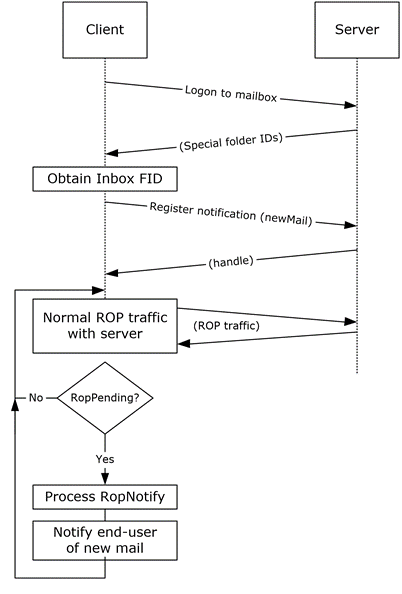 Client
Server
Logon to mailbox
(Special folder IDs)
Obtain Inbox FID
Register notification (newMail)
(handle)
Normal ROP traffic
with server
(ROP traffic)
No
RopPending?
Yes
Process RopNotify
Notify end-user
of new mail